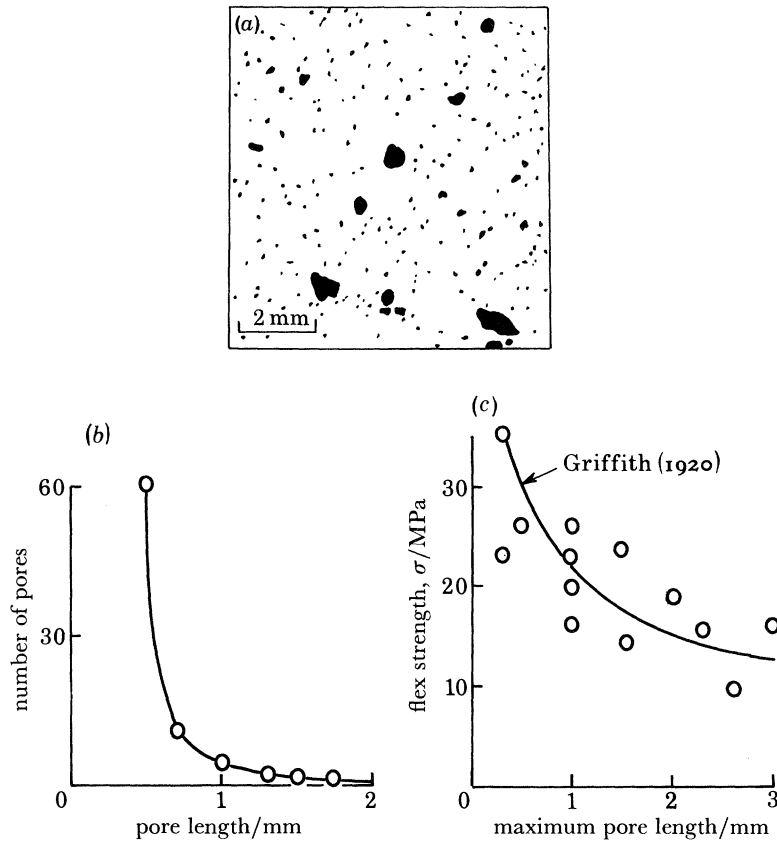 (a).
2 mm
(b)
60
30
0
1
2
number of pores
pore length/mm
(c)
Griffith (1920)
30
20
10
0
1
2
3
flex strength, σ/MPa
maximum pore length/mm